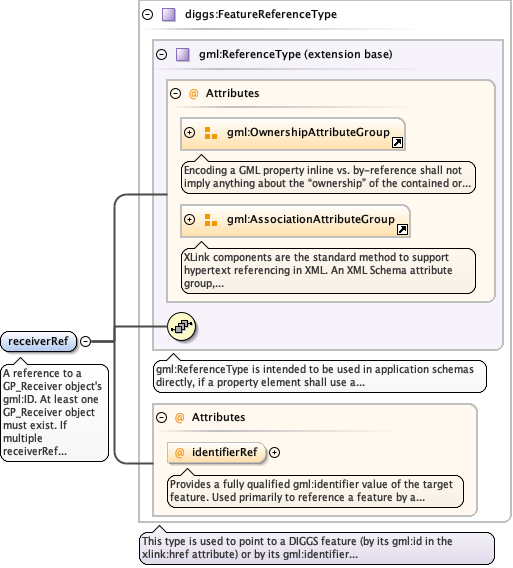 diggs:FeatureReferenceType
gml:ReferenceType (extension base)
@ Attributes
gml:OwnershipAttributeGroup
Encoding a GML property inline vs. by-reference shall not
imply anything about the “ownership” of the contained or...
gml:AssociationAttributeGroup
XLink components are the standard method to support
hypertext referencing in XML. An XML Schema attribute
group,...
receiverRef
A reference to a
GP_Receiver object's
gml:ID. At least one
GP_Receiver object
must exist. If
multiple
receiverRef...
gml:ReferenceType is intended to be used in application schemas
directly, if a property element shall use a...
@ Attributes
@ identifierRef
Provides a fully qualified gml:identifier value of the target
feature. Used primarily to reference a feature by a...
This type is used to point to a DIGGS feature (by its gml:id in the
xlink:href attribute) or by its gml:identifier...